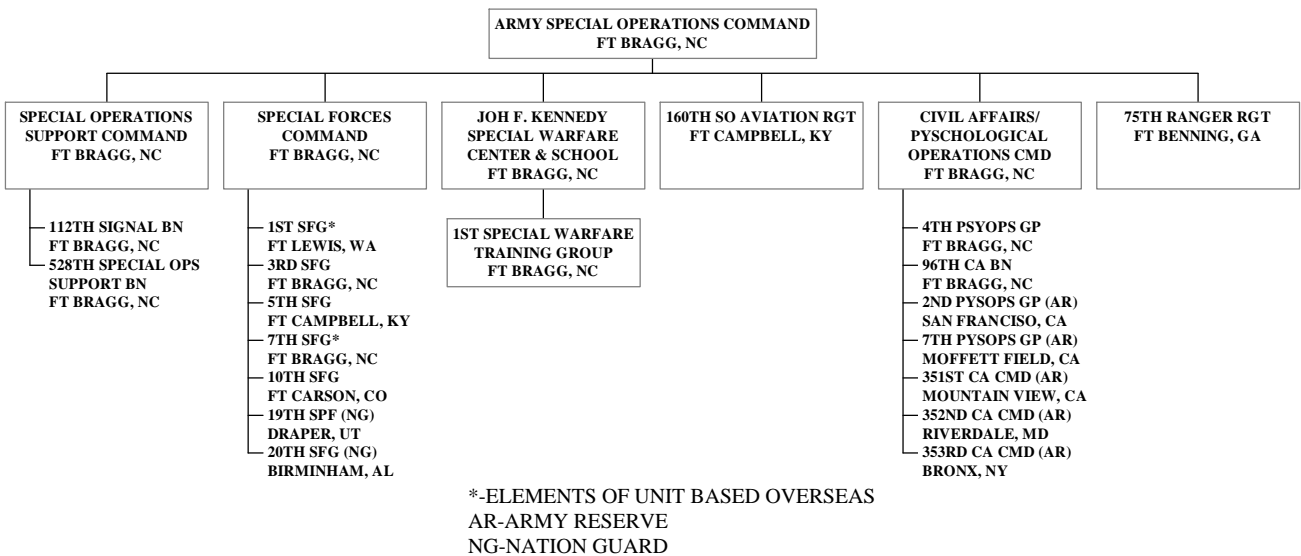 ARMY SPECIAL OPERATIONS COMMAND
FT BRAGG, NC
SPECIAL OPERATIONS
SUPPORT COMMAND
FT BRAGG, NC
112TH SIGNAL BN
FT BRAGG, NC
528TH SPECIAL OPS
SUPPORT BN
FT BRAGG, NC
SPECIAL FORCES
COMMAND
FT BRAGG, NC
1ST SFG*
FT LEWIS, WA
3RD SFG
FT BRAGG, NC
5TH SFG
FT CAMPBELL, KY
7TH SFG*
FT BRAGG, NC
10TH SFG
FT CARSON, CO
19TH SPF (NG)
DRAPER, UT
20TH SFG (NG)
BIRMINHAM, AL
JOH F. KENNEDY
SPECIAL WARFARE
CENTER & SCHOOL
FT BRAGG, NC
1ST SPECIAL WARFARE
TRAINING GROUP
FT BRAGG, NC
160TH SO AVIATION RGT
FT CAMPBELL, KY
CIVIL AFFAIRS/
PYSCHOLOGICAL
OPERATIONS CMD
FT BRAGG, NC
4TH PSYOPS GP
FT BRAGG, NC
96TH CA BN
FT BRAGG, NC
2ND PYSOPS GP (AR)
SAN FRANCISO, CA
7TH PYSOPS GP (AR)
MOFFETT FIELD, CA
351ST CA CMD (AR)
MOUNTAIN VIEW, CA
352ND CA CMD (AR)
RIVERDALE, MD
353RD CA CMD (AR)
BRONX, NY
75TH RANGER RGT
FT BENNING, GA
*-ELEMENTS OF UNIT BASED OVERSEAS
AR-ARMY RESERVE
NG-NATION GUARD